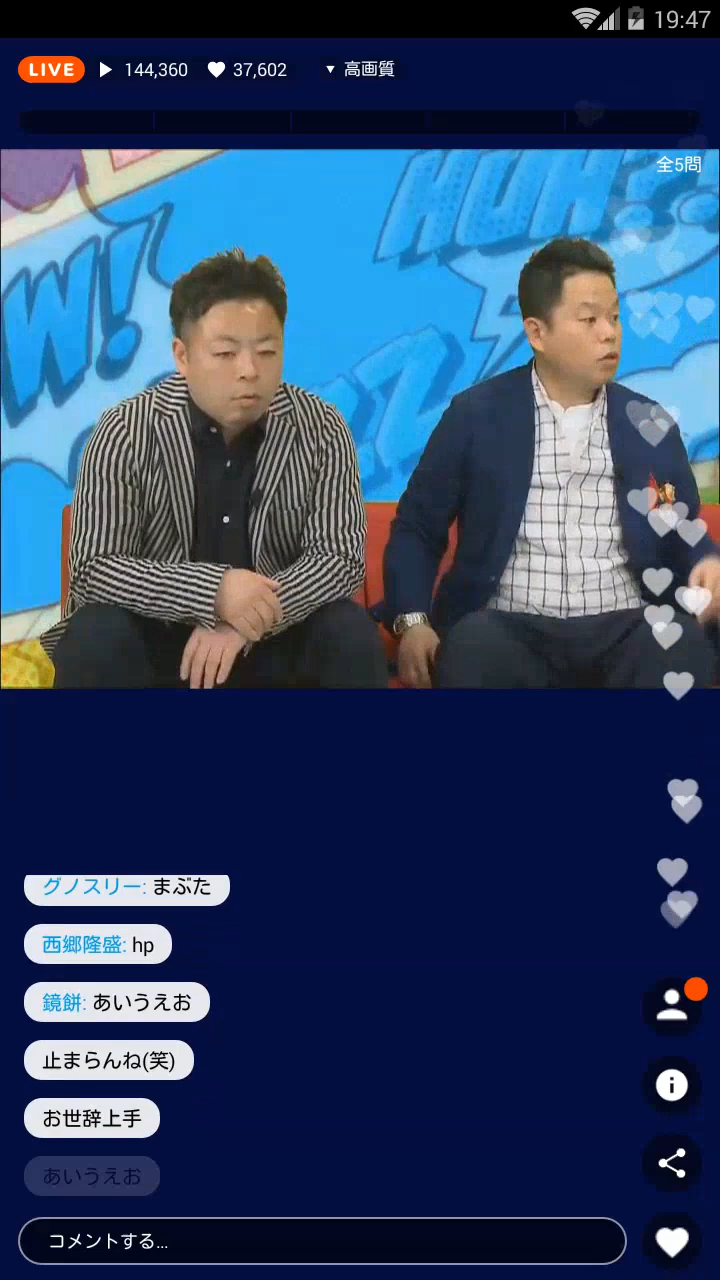 19:47
LIVE 144,360 37,602 ▼ 高画質
全5問
W!
HUH?!
グノスリー: まぶた
西郷隆盛: hp
鏡餅: あいうえお
止まらんね(笑)
お世辞上手
あいうえお
コメントする...